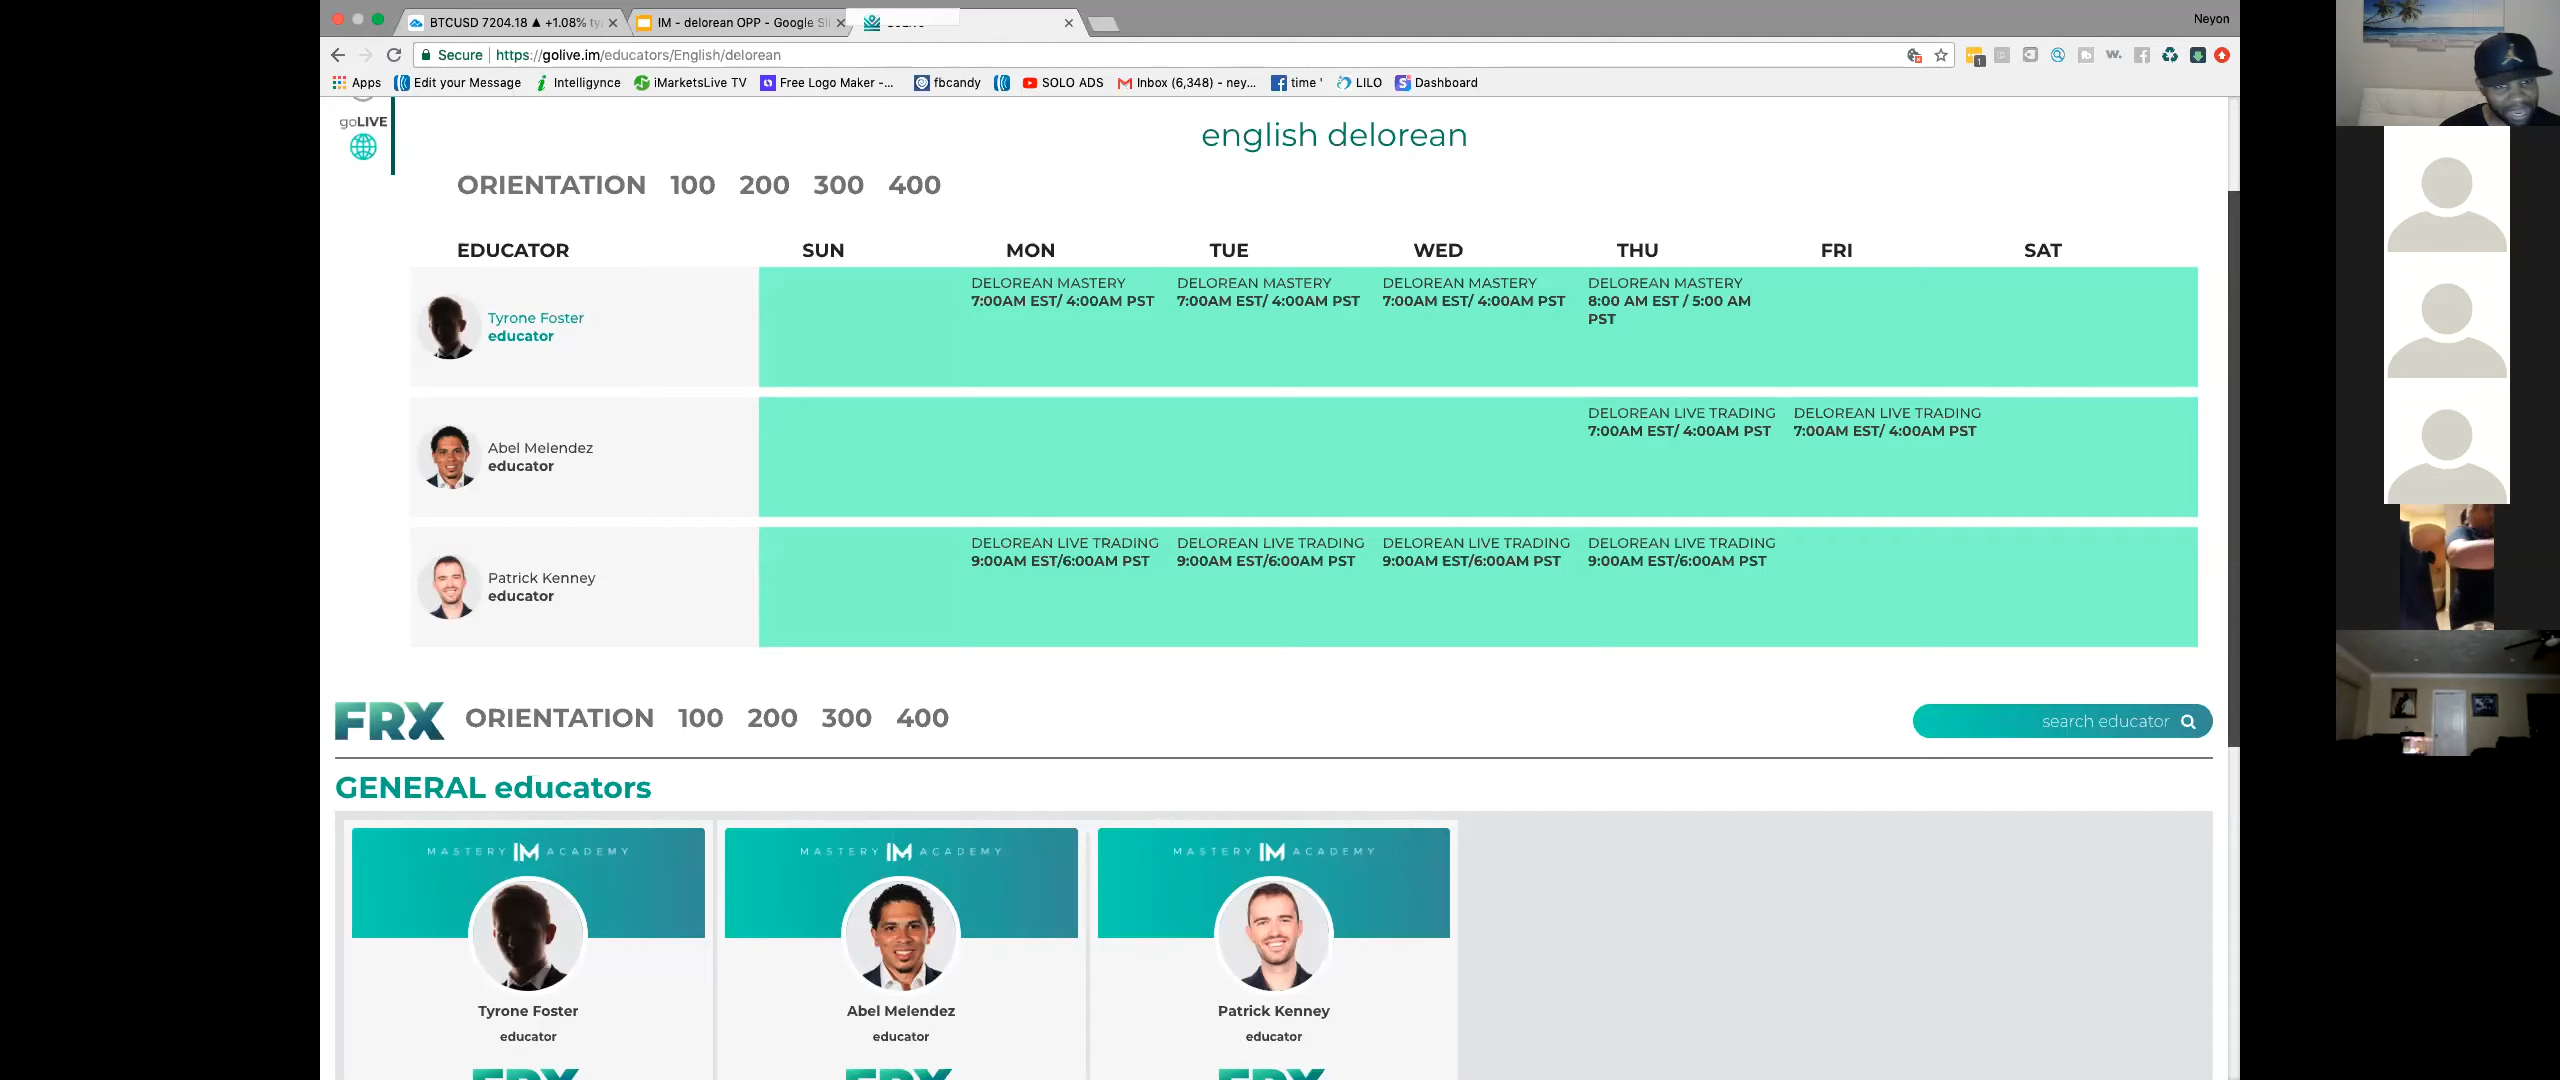 BTCUSD 7204.18 ▲ +1.08%
IM - delorean OPP - Google Sli
Neyon
Secure | https://golive.im/educators/English/delorean
Apps Edit your Message Intelligynce iMarketsLive TV Free Logo Maker -... fbcandy SOLO ADS Inbox (6,348) - ney... time ' LILO Dashboard
goLIVE
english delorean
ORIENTATION 100 200 300 400
EDUCATOR SUN MON TUE WED THU FRI SAT
DELOREAN MASTERY DELOREAN MASTERY DELOREAN MASTERY DELOREAN MASTERY
7:00AM EST/ 4:00AM PST 7:00AM EST/ 4:00AM PST 7:00AM EST/ 4:00AM PST 8:00 AM EST / 5:00 AM
PST
Tyrone Foster
educator
DELOREAN LIVE TRADING DELOREAN LIVE TRADING
7:00AM EST/ 4:00AM PST 7:00AM EST/ 4:00AM PST
Abel Melendez
educator
DELOREAN LIVE TRADING DELOREAN LIVE TRADING DELOREAN LIVE TRADING DELOREAN LIVE TRADING
9:00AM EST/6:00AM PST 9:00AM EST/6:00AM PST 9:00AM EST/6:00AM PST 9:00AM EST/6:00AM PST
Patrick Kenney
educator
FRX ORIENTATION 100 200 300 400
search educator
GENERAL educators
MASTERY IM ACADEMY MASTERY IM ACADEMY MASTERY IM ACADEMY
Tyrone Foster Abel Melendez Patrick Kenney
educator educator educator
FRX FRX FRX